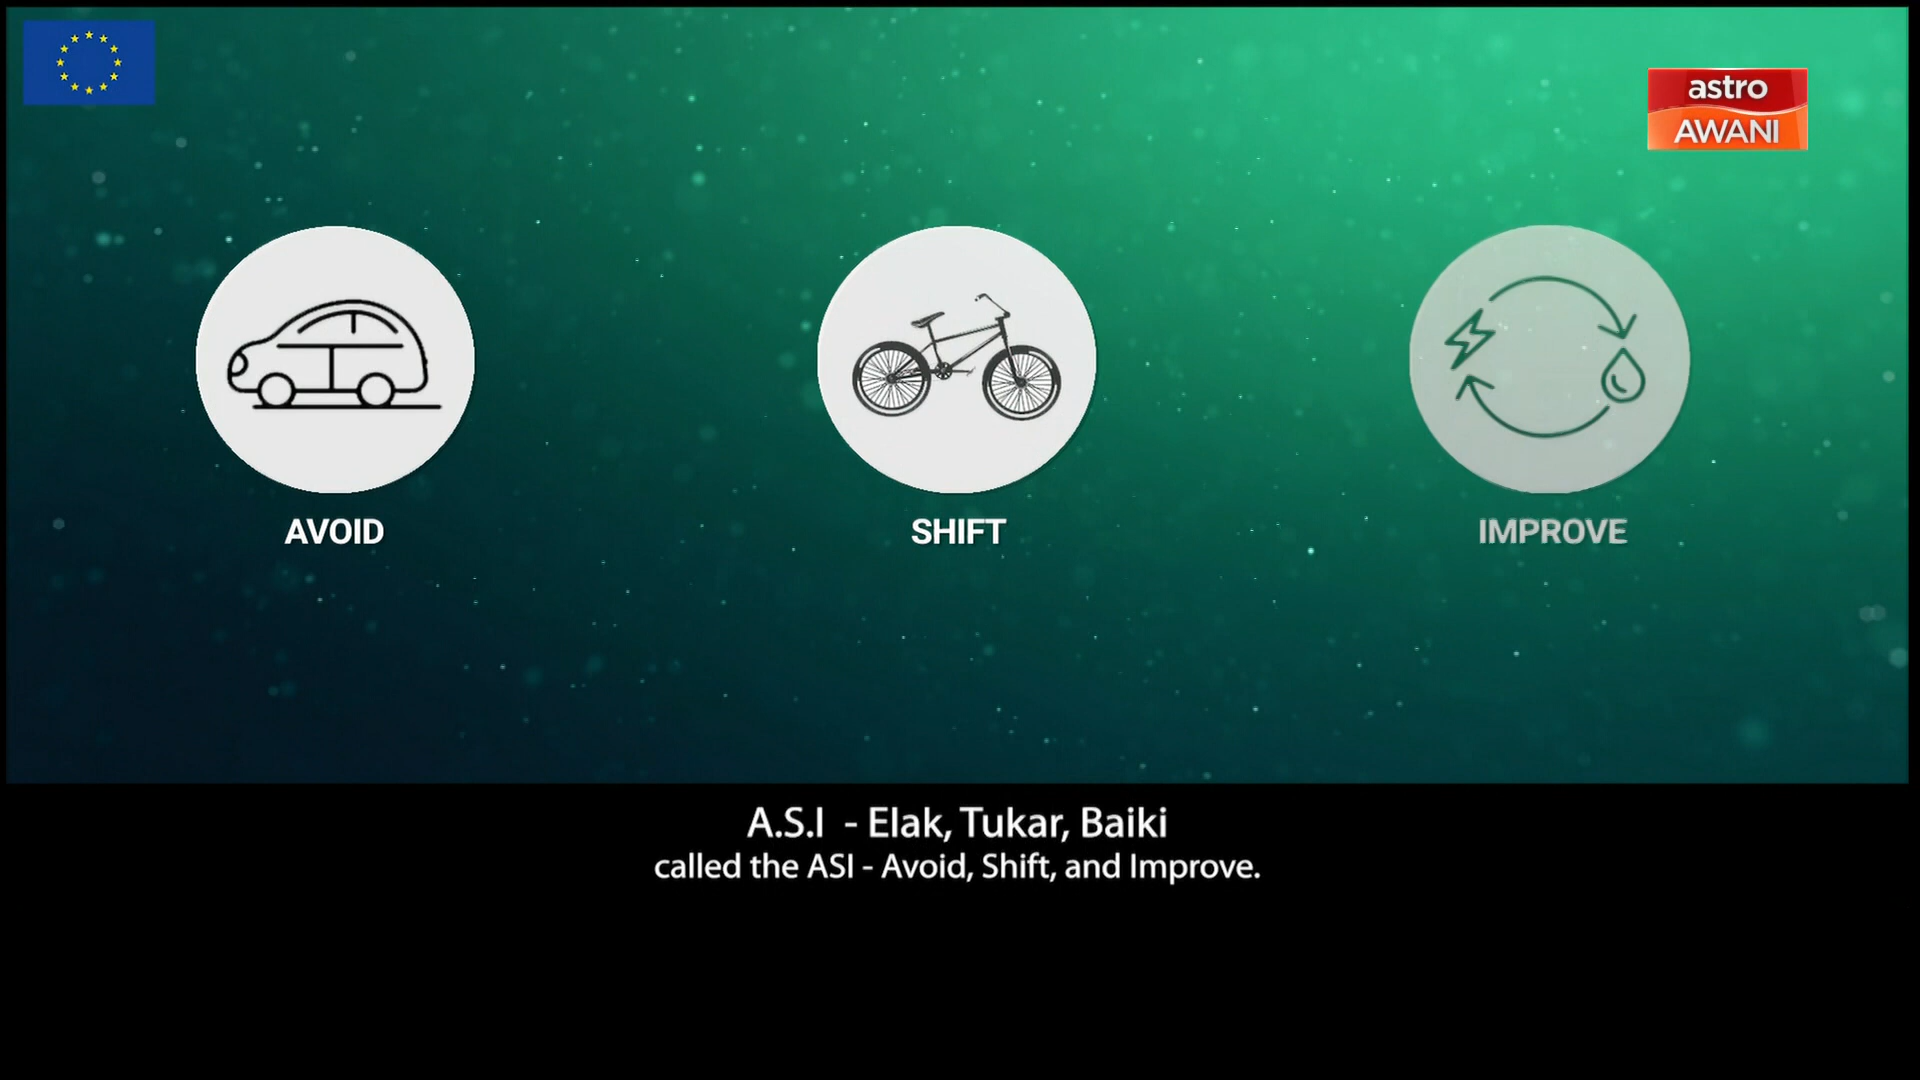 astro
AWANI
AVOID
SHIFT
IMPROVE
A.S.I - Elak, Tukar, Baiki
called the ASI - Avoid, Shift, and Improve.